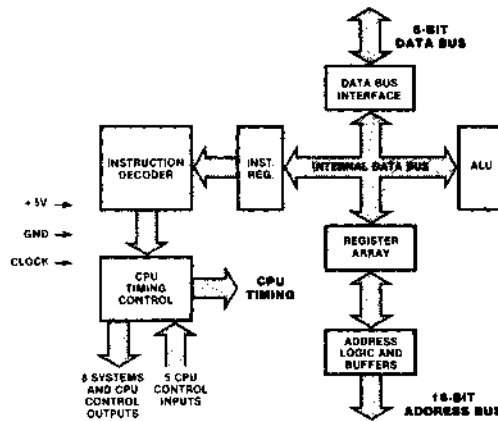 8-BIT
DATA BUS
DATA BUS
INTERFACE
INSTRUCTION
DECODER
INST.
REG.
INTERNAL DATA BUS
ALU
+ 5V
GND
CLOCK
REGISTER
ARRAY
CPU
TIMING
CONTROL
CPU
TIMING
ADDRESS
LOGIC AND
BUFFERS
8 SYSTEMS
AND CPU
CONTROL
OUTPUTS
5 CPU
CONTROL
INPUTS
16-BIT
ADDRESS BUS